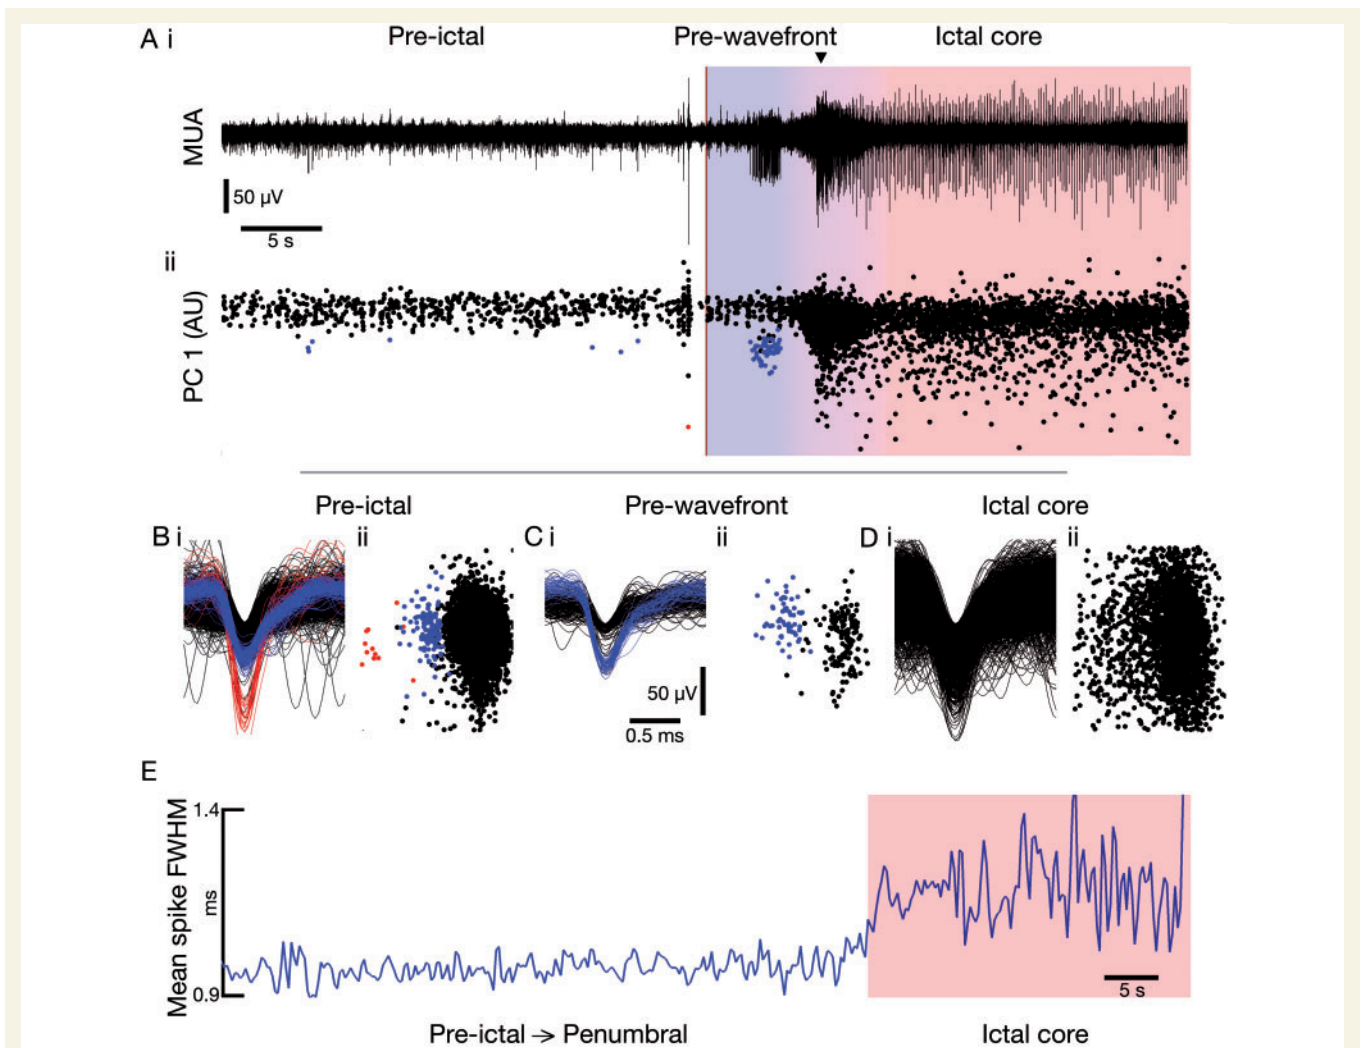 A i
Pre-ictal
Pre-wavefront
Ictal core
MUA
50 µV
5 s
ii
PC 1 (AU)
Pre-ictal
Pre-wavefront
Ictal core
B i
ii
C i
ii
D i
ii
50 µV
0.5 ms
E
Mean spike FWHM
ms
1.4
0.9
5 s
Pre-ictal → Penumbral
Ictal core